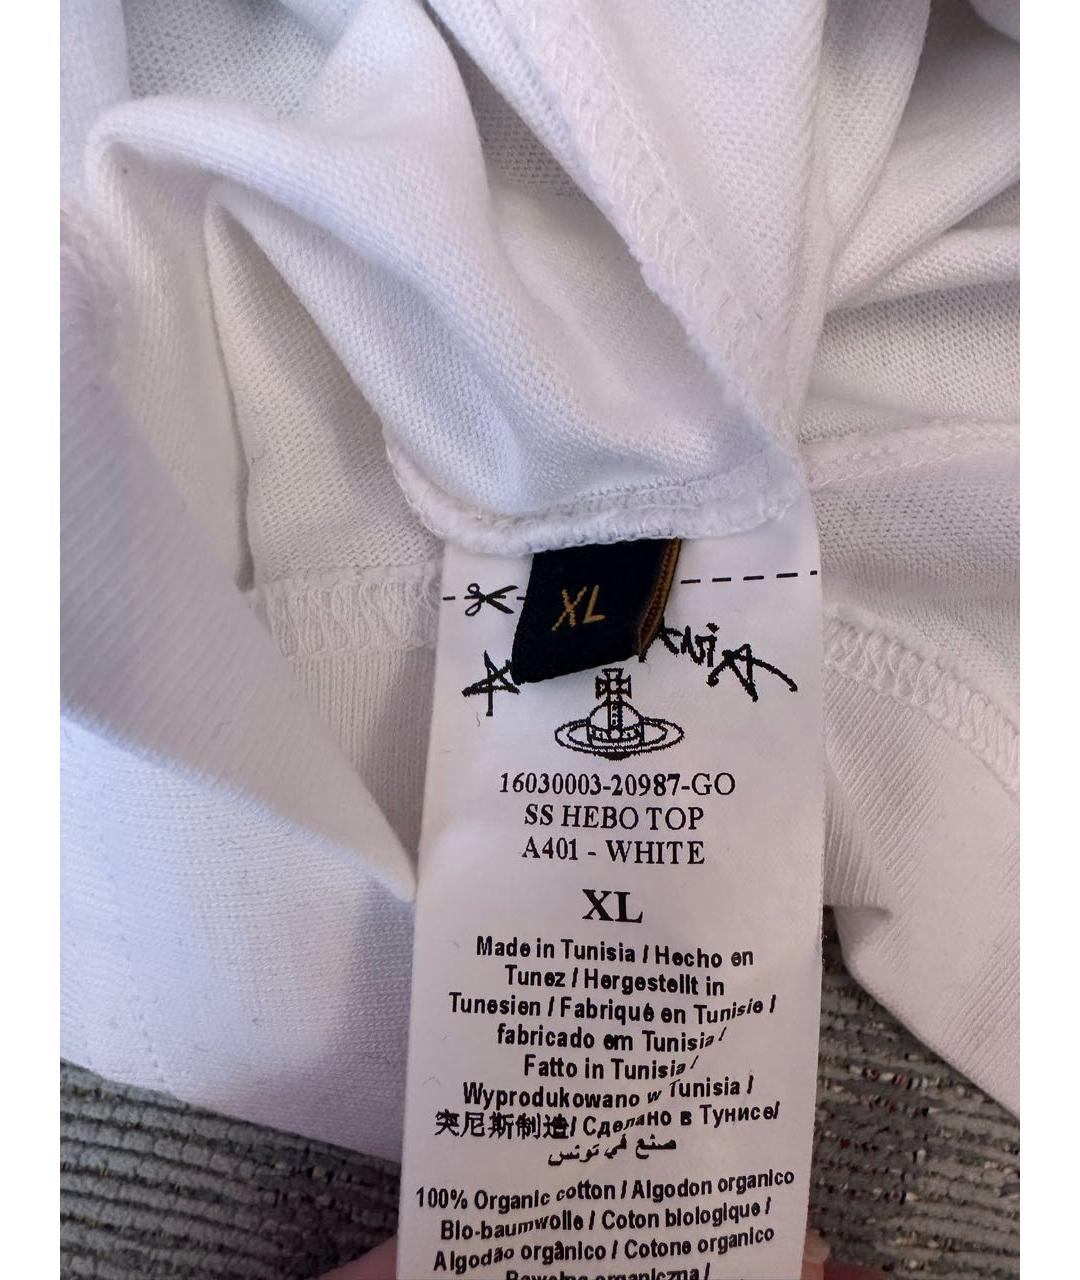 XL
16030003-20987-GO
SS HEBO TOP
A401 - WHITE
XL
Made in Tunisia / Hecho en
Tunez / Hergestellt in
Tunesien / Fabriqué en Tunisie /
fabricado em Tunisia /
Fatto in Tunisia /
Wyprodukowano w Tunisia /
突尼斯制造/ Сделано в Тунисе/
صنع في تونس
100% Organic cotton / Algodon organico
Bio-baumwolle / Coton biologique /
Algodão orgânico / Cotone organico
Bawełna organiczna /